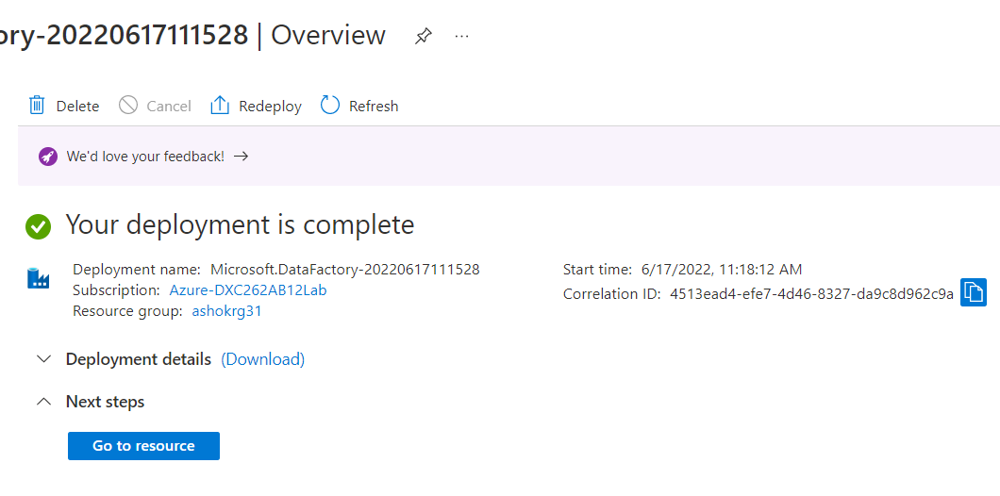 ory-20220617111528 | Overview
Delete Cancel Redeploy Refresh
We'd love your feedback!
Your deployment is complete
Deployment name: Microsoft.DataFactory-20220617111528
Subscription: Azure-DXC262AB12Lab
Resource group: ashokrg31
Start time: 6/17/2022, 11:18:12 AM
Correlation ID: 4513ead4-efe7-4d46-8327-da9c8d962c9a
Deployment details (Download)
Next steps
Go to resource